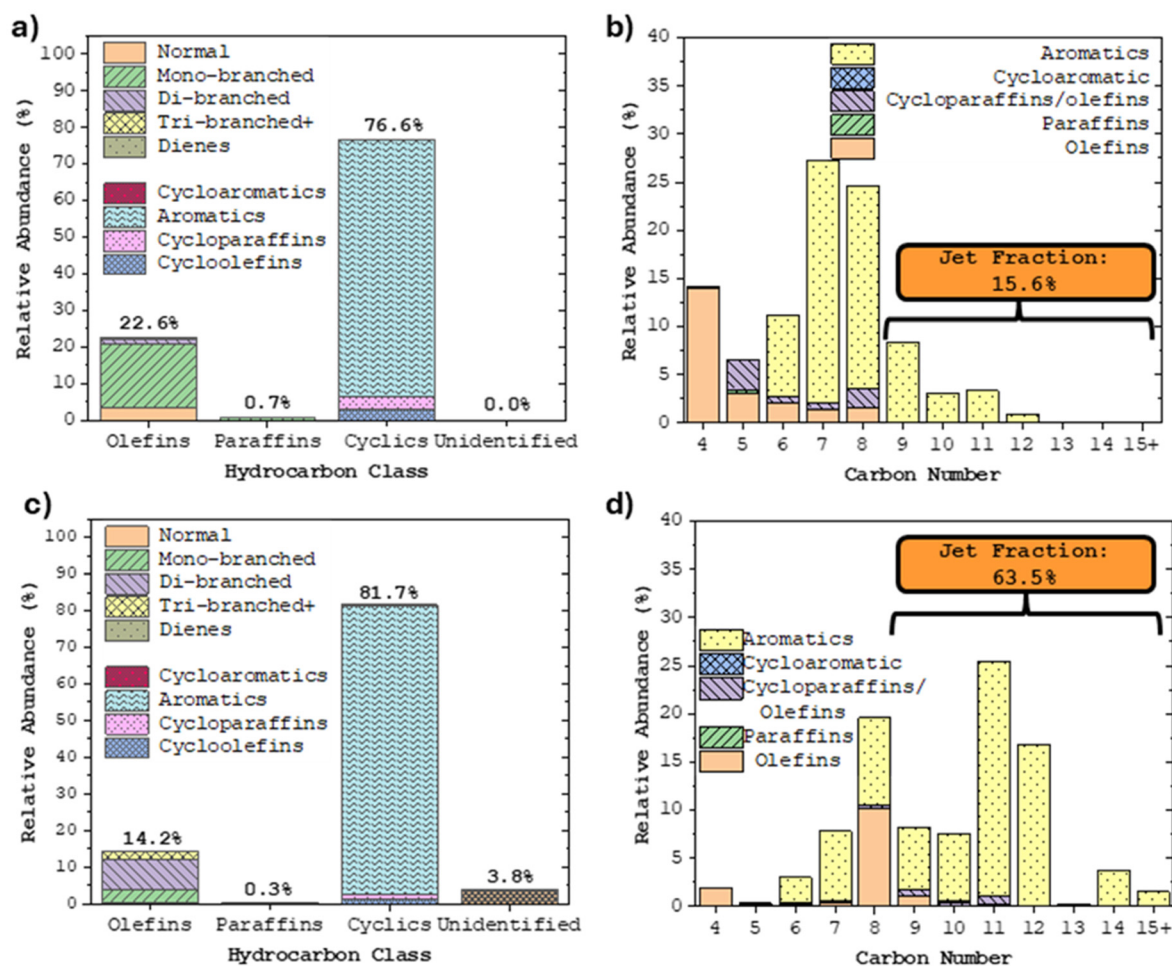 a)
Relative Abundance (%)
100
90
80
70
60
50
40
30
20
10
0
Normal
Mono-branched
Di-branched
Tri-branched+
Dienes
Cycloaromatics
Aromatics
Cycloparaffins
Cycloolefins
22.6%
0.7%
76.6%
0.0%
Olefins Paraffins Cyclics Unidentified
Hydrocarbon Class
b)
Relative Abundance (%)
40
35
30
25
20
15
10
5
0
Aromatics
Cycloaromatic
Cycloparaffins/olefins
Paraffins
Olefins
Jet Fraction:
15.6%
4 5 6 7 8 9 10 11 12 13 14 15+
Carbon Number
c)
Relative Abundance (%)
100
90
80
70
60
50
40
30
20
10
0
Normal
Mono-branched
Di-branched
Tri-branched+
Dienes
Cycloaromatics
Aromatics
Cycloparaffins
Cycloolefins
14.2%
0.3%
81.7%
3.8%
Olefins Paraffins Cyclics Unidentified
Hydrocarbon Class
d)
Relative Abundance (%)
40
35
30
25
20
15
10
5
0
Jet Fraction:
63.5%
Aromatics
Cycloaromatic
Cycloparaffins/
Olefins
Paraffins
Olefins
4 5 6 7 8 9 10 11 12 13 14 15+
Carbon Number